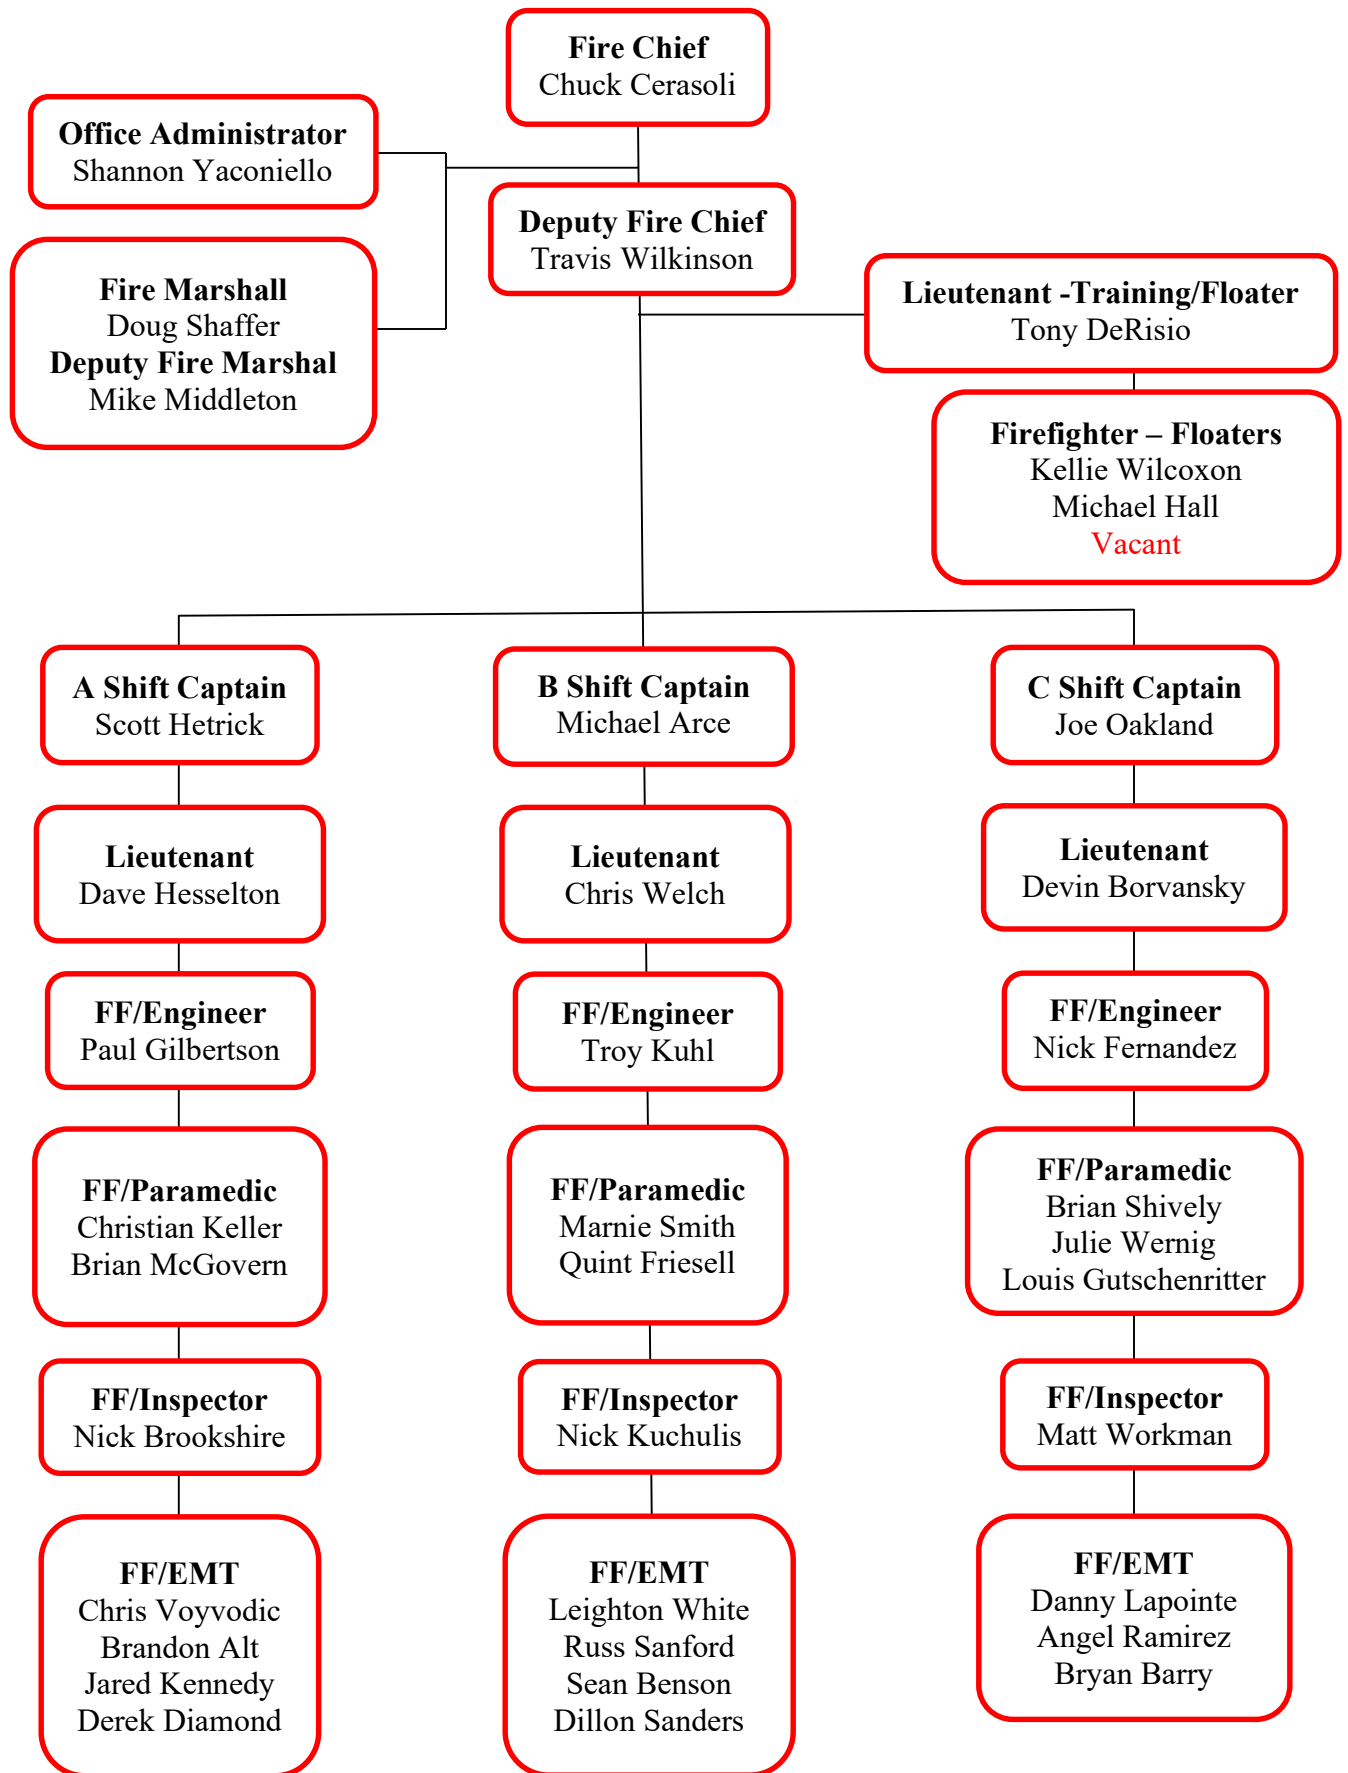 Fire Chief
Chuck Cerasoli
Office Administrator
Shannon Yaconiello
Deputy Fire Chief
Travis Wilkinson
Fire Marshall
Doug Shaffer
Deputy Fire Marshal
Mike Middleton
Lieutenant -Training/Floater
Tony DeRisio
Firefighter – Floaters
Kellie Wilcoxon
Michael Hall
Vacant
A Shift Captain
Scott Hetrick
Lieutenant
Dave Hesselton
FF/Engineer
Paul Gilbertson
FF/Paramedic
Christian Keller
Brian McGovern
FF/Inspector
Nick Brookshire
FF/EMT
Chris Voyvodic
Brandon Alt
Jared Kennedy
Derek Diamond
B Shift Captain
Michael Arce
Lieutenant
Chris Welch
FF/Engineer
Troy Kuhl
FF/Paramedic
Marnie Smith
Quint Friesell
FF/Inspector
Nick Kuchulis
FF/EMT
Leighton White
Russ Sanford
Sean Benson
Dillon Sanders
C Shift Captain
Joe Oakland
Lieutenant
Devin Borvansky
FF/Engineer
Nick Fernandez
FF/Paramedic
Brian Shively
Julie Wernig
Louis Gutschenritter
FF/Inspector
Matt Workman
FF/EMT
Danny Lapointe
Angel Ramirez
Bryan Barry